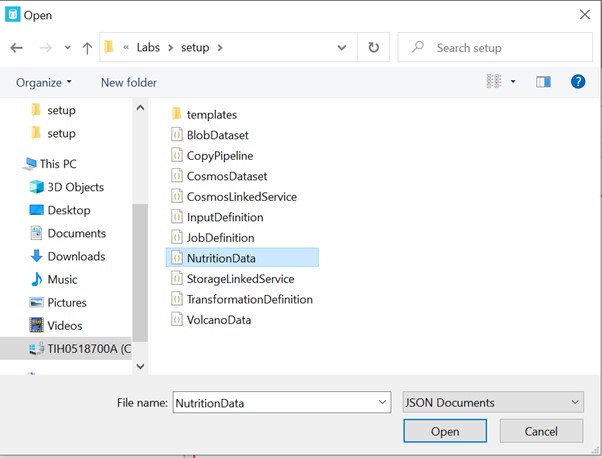 Open
« Labs › setup ›
Search setup
Organize
New folder
?
setup
setup
This PC
3D Objects
Desktop
Documents
Downloads
Music
Pictures
Videos
TIH0518700A (C
templates
BlobDataset
CopyPipeline
CosmosDataset
CosmosLinkedService
InputDefinition
JobDefinition
NutritionData
StorageLinkedService
TransformationDefinition
VolcanoData
File name: NutritionData
JSON Documents
Open
Cancel